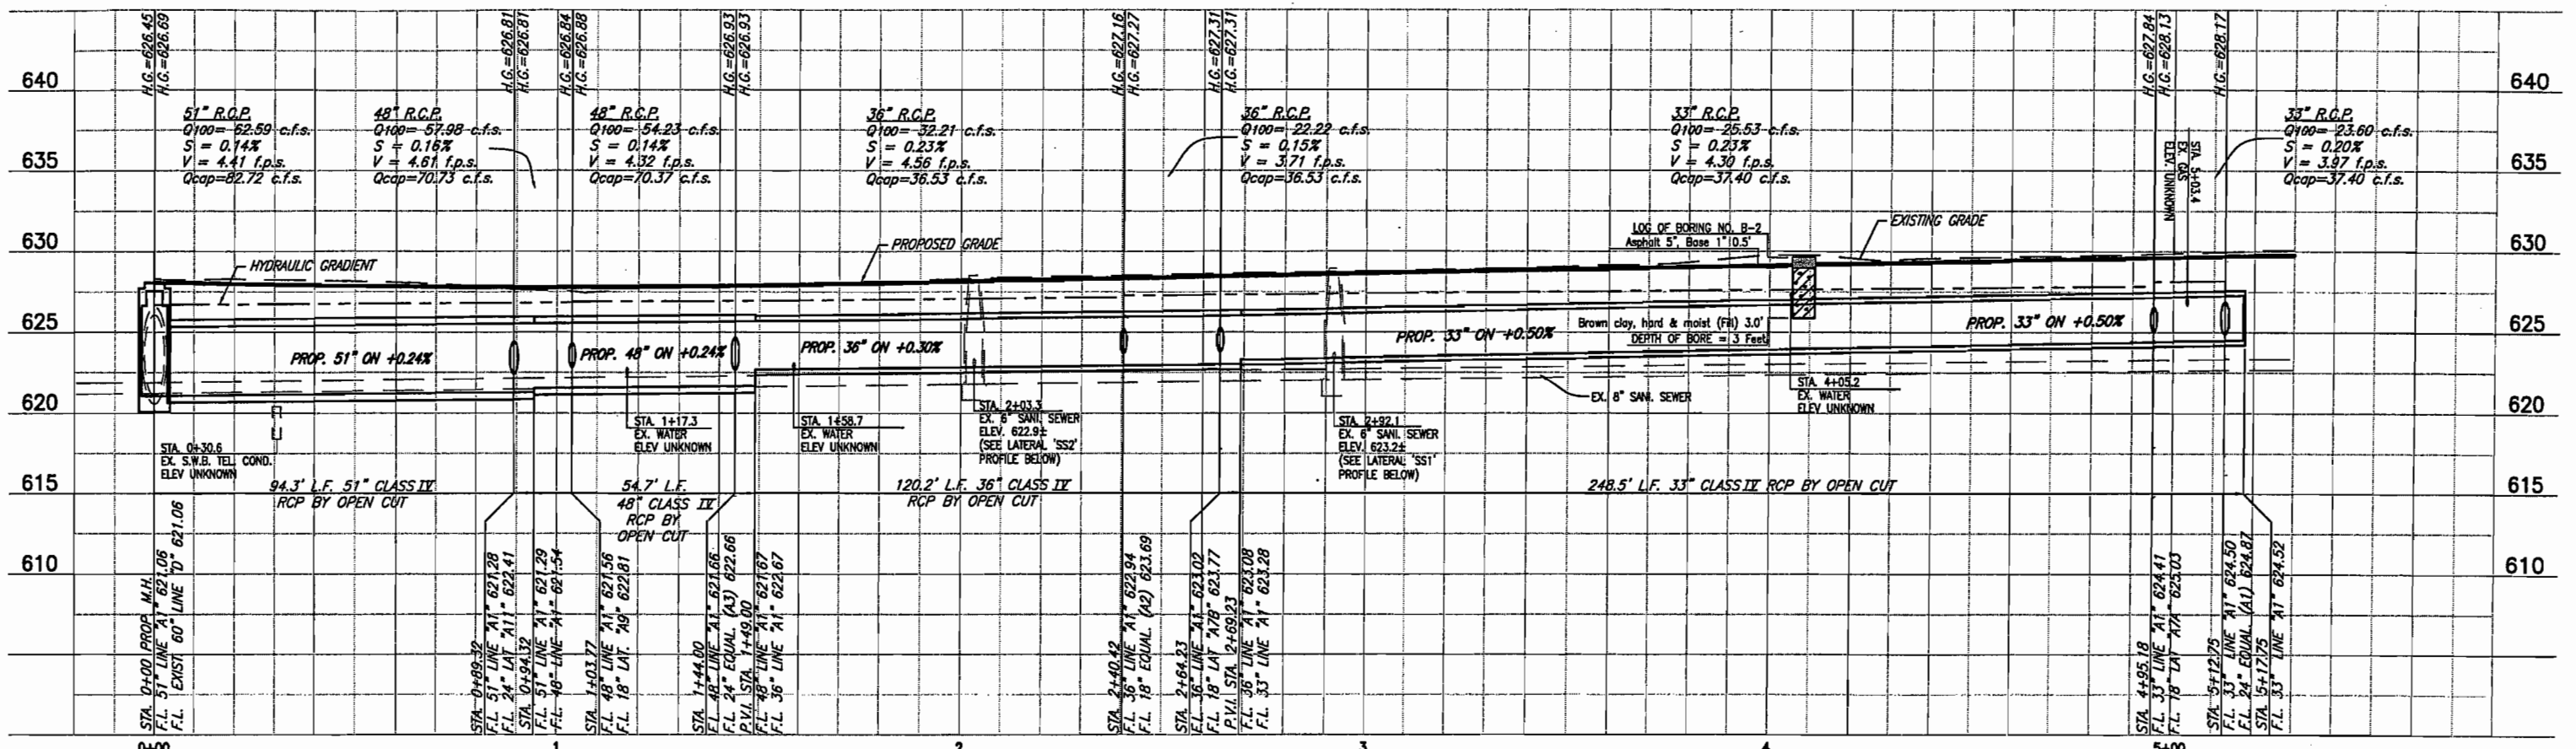 H.G.=626.45
H.G.=626.69
H.G.=626.81
H.G.=626.81
H.G.=626.84
H.G.=626.88
H.G.=626.93
H.G.=626.93
H.G.=627.16
H.G.=627.27
H.G.=627.31
H.G.=627.31
H.G.=627.84
H.G.=628.13
H.G.=628.17
640
640
51" R.C.P.
Q100= 62.59 c.f.s.
S = 0.14%
V = 4.41 f.p.s.
Qcap=82.72 c.f.s.
48" R.C.P.
Q100= 57.98 c.f.s.
S = 0.16%
V = 4.61 f.p.s.
Qcap=70.73 c.f.s.
48" R.C.P.
Q100= 54.23 c.f.s.
S = 0.14%
V = 4.32 f.p.s.
Qcap=70.37 c.f.s.
36" R.C.P.
Q100= 32.21 c.f.s.
S = 0.23%
V = 4.56 f.p.s.
Qcap=36.53 c.f.s.
36" R.C.P.
Q100= 22.22 c.f.s.
S = 0.15%
V = 3.71 f.p.s.
Qcap=36.53 c.f.s.
33" R.C.P.
Q100= 25.53 c.f.s.
S = 0.23%
V = 4.30 f.p.s.
Qcap=37.40 c.f.s.
33" R.C.P.
Q100= 23.60 c.f.s.
S = 0.20%
V = 3.97 f.p.s.
Qcap=37.40 c.f.s.
STA. 5+03.4
EX. GAS
ELEV. UNKNOWN
635
635
630
630
HYDRAULIC GRADIENT
PROPOSED GRADE
LOG OF BORING NO. B-2
Asphalt 5", Base 1" 0.5'
EXISTING GRADE
625
625
PROP. 51" ON +0.24%
PROP. 48" ON +0.24%
PROP. 36" ON +0.30%
PROP. 33" ON +0.50%
Brown clay, hard & moist (Fill) 3.0'
DEPTH OF BORE = 3 Feet
PROP. 33" ON +0.50%
620
620
STA. 0+30.6
EX. S.W.B. TEL. COND.
ELEV UNKNOWN
STA. 1+17.3
EX. WATER
ELEV UNKNOWN
STA. 1+58.7
EX. WATER
ELEV UNKNOWN
STA. 2+03.3
EX. 6" SANI. SEWER
ELEV. 622.9±
(SEE LATERAL 'SS2'
PROFILE BELOW)
STA. 2+92.1
EX. 6" SANI. SEWER
ELEV. 623.2±
(SEE LATERAL 'SS1'
PROFILE BELOW)
EX. 8" SANI. SEWER
STA. 4+05.2
EX. WATER
ELEV UNKNOWN
615
615
94.3' L.F. 51" CLASS IV
RCP BY OPEN CUT
54.7' L.F.
48" CLASS IV
RCP BY
OPEN CUT
120.2' L.F. 36" CLASS IV
RCP BY OPEN CUT
248.5' L.F. 33" CLASS IV RCP BY OPEN CUT
610
610
STA. 0+00 PROP. M.H.
F.L. 51" LINE "A1" 621.06
F.L. EXIST. 60" LINE "D" 621.06
STA. 0+89.32
F.L. 51" LINE "A1" 621.28
F.L. 24" LAT "A11" 622.41
STA. 0+94.32
F.L. 51" LINE "A1" 621.29
F.L. 48" LINE "A1" 621.54
STA. 1+03.77
F.L. 48" LINE "A1" 621.56
F.L. 18" LAT. "A9" 622.81
STA. 1+44.00
F.L. 48" LINE "A1" 621.66
F.L. 24" EQUAL. (A3) 622.66
P.V.I. STA. 1+49.00
F.L. 48" LINE "A1" 621.67
F.L. 36" LINE "A1" 622.67
STA. 2+40.42
F.L. 36" LINE "A1" 622.94
F.L. 18" EQUAL. (A2) 623.69
STA. 2+64.23
F.L. 36" LINE "A1" 623.02
F.L. 18" LAT "A7B" 623.77
P.V.I. STA. 2+69.23
F.L. 36" LINE "A1" 623.08
F.L. 33" LINE "A1" 623.28
STA. 4+95.18
F.L. 33" LINE "A1" 624.41
F.L. 18" LAT "A7A" 625.03
STA. 5+12.75
F.L. 33" LINE "A1" 624.50
F.L. 24" EQUAL. (A1) 624.87
STA. 5+17.75
F.L. 33" LINE "A1" 624.52
0+00
1
2
3
4
5+00